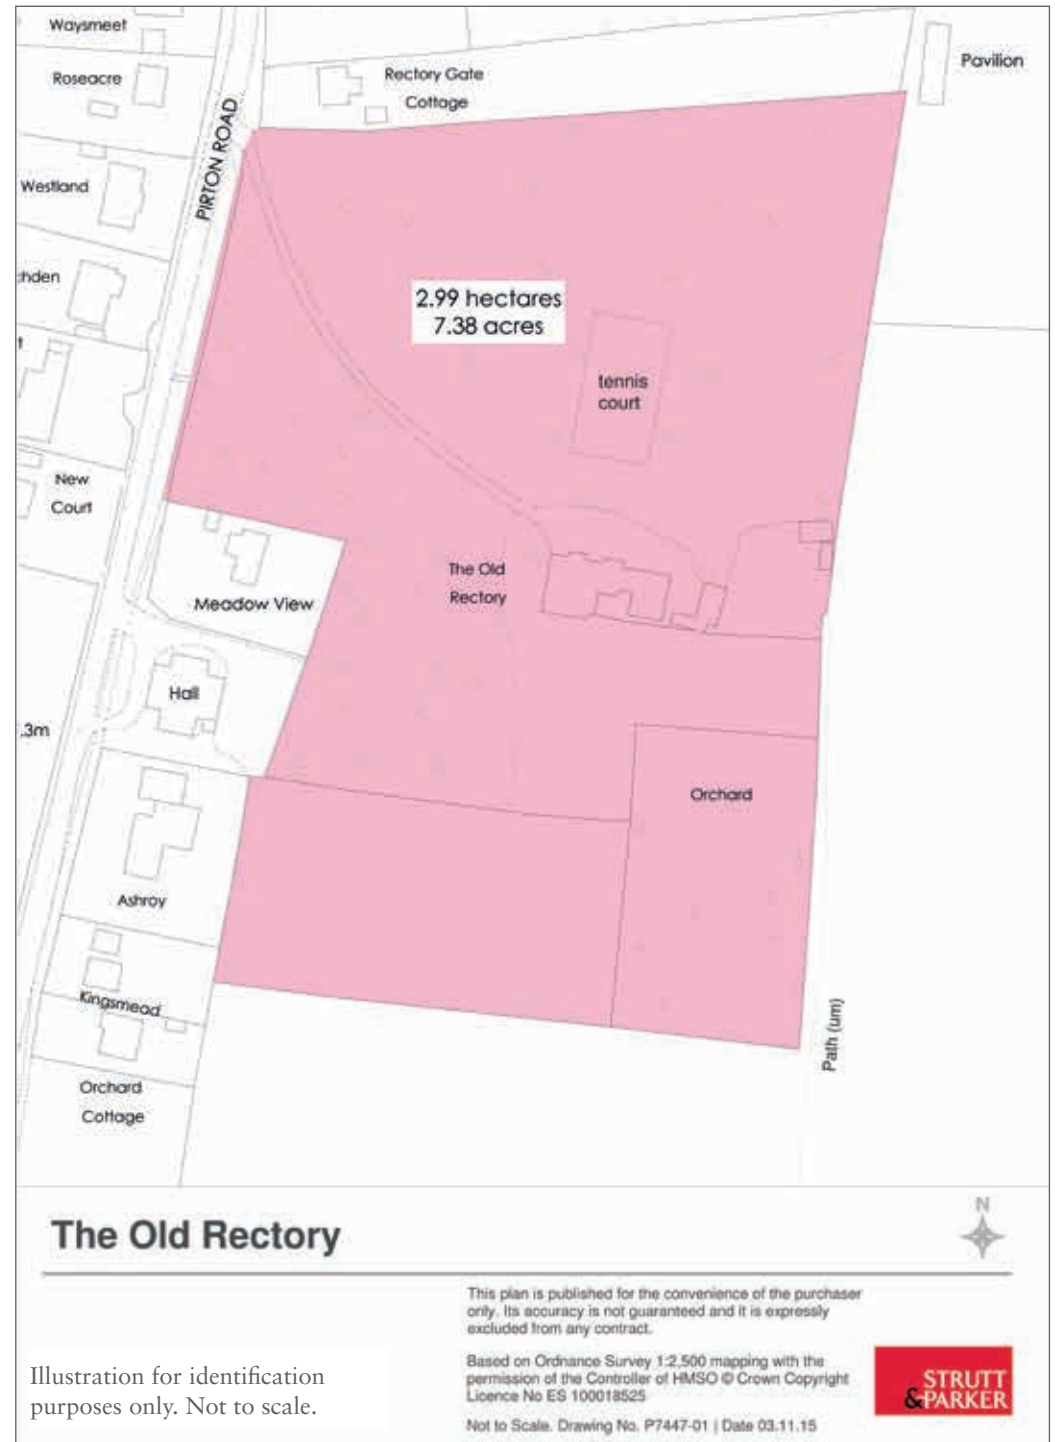 Waysmeet
Roseacre
Rectory Gate
Cottage
Pavilion
PIRTON ROAD
Westland
hden
2.99 hectares
7.38 acres
tennis
court
New
Court
The Old
Rectory
Meadow View
Hall
.3m
Orchard
Ashroy
Kingsmead
Path (um)
Orchard
Cottage
The Old Rectory
N
This plan is published for the convenience of the purchaser
only. Its accuracy is not guaranteed and it is expressly
excluded from any contract.
Based on Ordnance Survey 1:2,500 mapping with the
permission of the Controller of HMSO © Crown Copyright
Licence No ES 100018525
Not to Scale. Drawing No. P7447-01 | Date 03.11.15
Illustration for identification
purposes only. Not to scale.
STRUTT
&PARKER